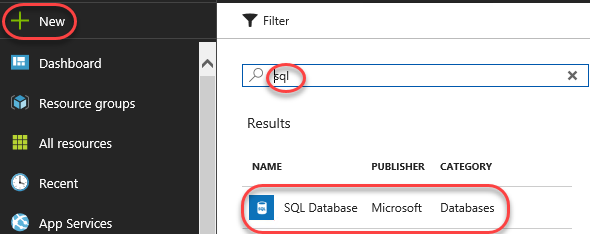 New
Dashboard
Resource groups
All resources
Recent
App Services
Filter
sql
Results
NAME PUBLISHER CATEGORY
SQL
SQL Database Microsoft Databases